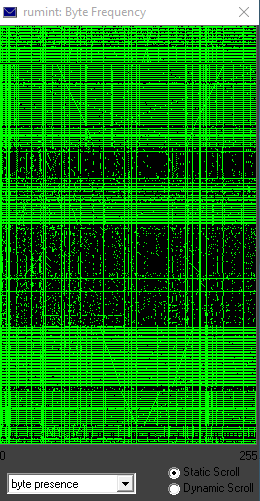 rumint: Byte Frequency
0 255
byte presence
Static Scroll
Dynamic Scroll